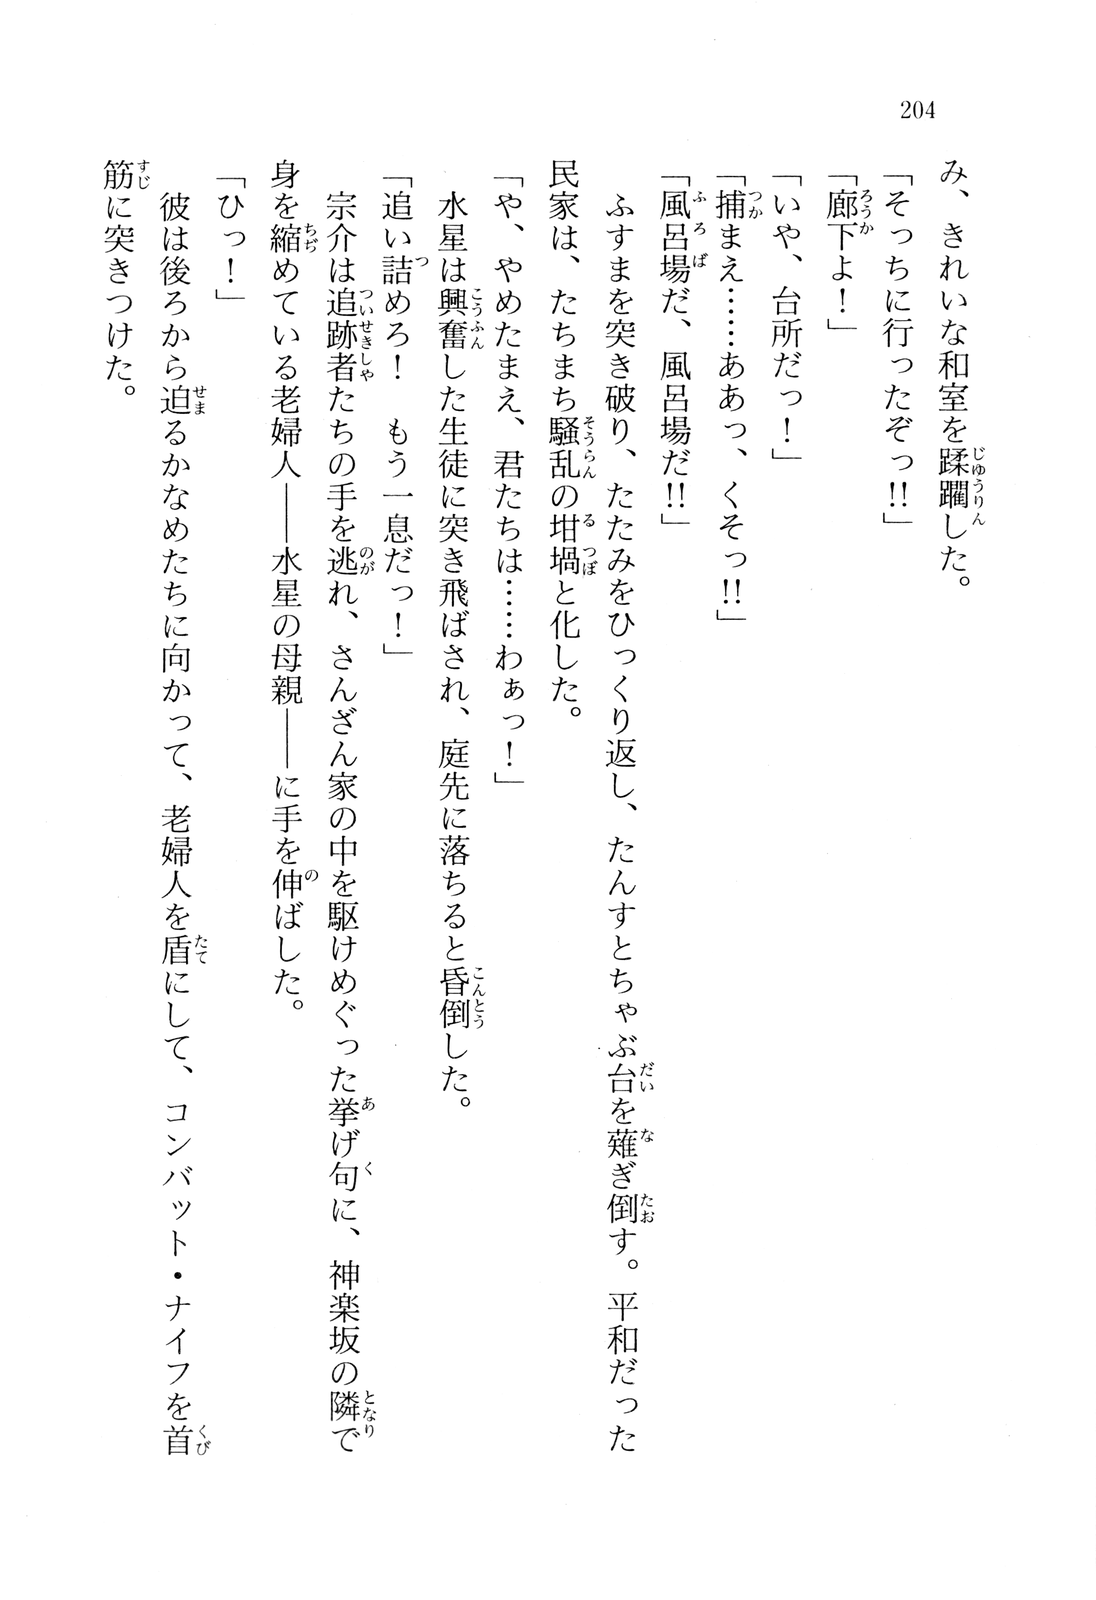 204
み、きれいな和室を蹂躙した。
「そっちに行ったぞっ!!」
「廊下よ！」
「いや、台所だっ！」
「捕まえ……ああっ、くそっ!!」
「風呂場だ、風呂場だ!!」
ふすまを突き破り、たたみをひっくり返し、たんすとちゃぶ台を薙ぎ倒す。平和だった
民家は、たちまち騒乱の坩堝と化した。
「や、やめたまえ、君たちは……わぁっ！」
水星は興奮した生徒に突き飛ばされ、庭先に落ちると昏倒した。
「追い詰めろ！　もう一息だっ！」
宗介は追跡者たちの手を逃れ、さんざん家の中を駆けめぐった挙げ句に、神楽坂の隣で
身を縮めている老婦人――水星の母親――に手を伸ばした。
「ひっ！」
彼は後ろから迫るかなめたちに向かって、老婦人を盾にして、コンバット・ナイフを首
筋に突きつけた。